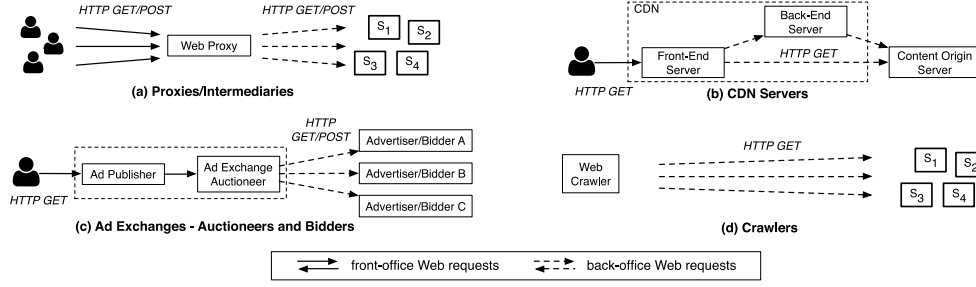 HTTP GET/POST
HTTP GET/POST
Web Proxy
S1
S2
S3
S4
(a) Proxies/Intermediaries
CDN
Back-End
Server
Front-End
Server
HTTP GET
Content Origin
Server
HTTP GET
(b) CDN Servers
HTTP
GET/POST
Ad Publisher
Ad Exchange
Auctioneer
Advertiser/Bidder A
Advertiser/Bidder B
Advertiser/Bidder C
HTTP GET
(c) Ad Exchanges - Auctioneers and Bidders
HTTP GET
Web
Crawler
S1
S2
S3
S4
(d) Crawlers
front-office Web requests
back-office Web requests